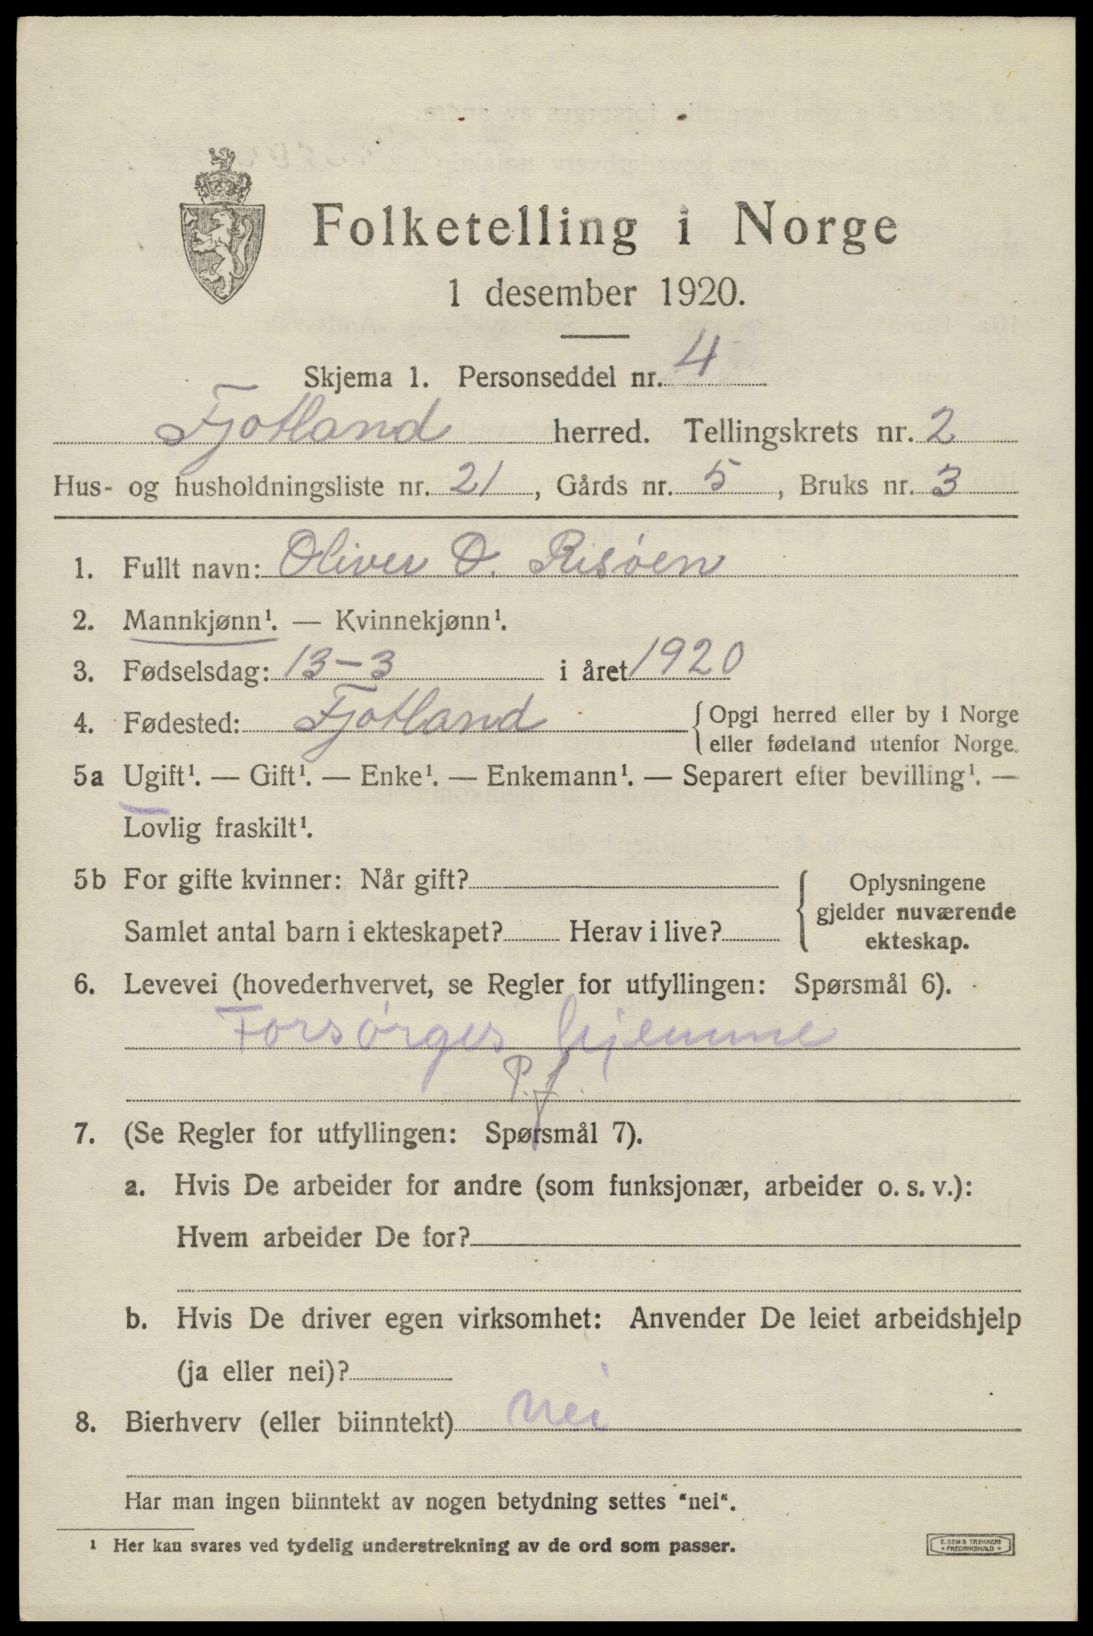 Folketelling i Norge
1 desember 1920.
Skjema 1. Personseddel nr. 4
Fjotland herred. Tellingskrets nr. 2
Hus- og husholdningsliste nr. 21, Gårds nr. 5, Bruks nr. 3
1. Fullt navn: Oliver O. Risøen
2. Mannkjønn¹. — Kvinnekjønn¹.
3. Fødselsdag: 13-3 i året 1920
4. Fødested: Fjotland {Opgi herred eller by i Norge
eller fødeland utenfor Norge.
5a Ugift¹. — Gift¹. — Enke¹. — Enkemann¹. — Separert efter bevilling¹. —
Lovlig fraskilt¹.
5b For gifte kvinner: Når gift? { Oplysningene
gjelder nuværende
Samlet antal barn i ekteskapet? Herav i live?
ekteskap.
6. Levevei (hovederhvervet, se Regler for utfyllingen: Spørsmål 6).
Forsørges hjemme
P.f.
7. (Se Regler for utfyllingen: Spørsmål 7).
a. Hvis De arbeider for andre (som funksjonær, arbeider o. s. v.):
Hvem arbeider De for?
b. Hvis De driver egen virksomhet: Anvender De leiet arbeidshjelp
(ja eller nei)?
8. Bierhverv (eller biinntekt) nei
Har man ingen biinntekt av nogen betydning settes "nei".
¹ Her kan svares ved tydelig understrekning av de ord som passer.
E. SEMS TRYKKERI
FREDRIKSHALD